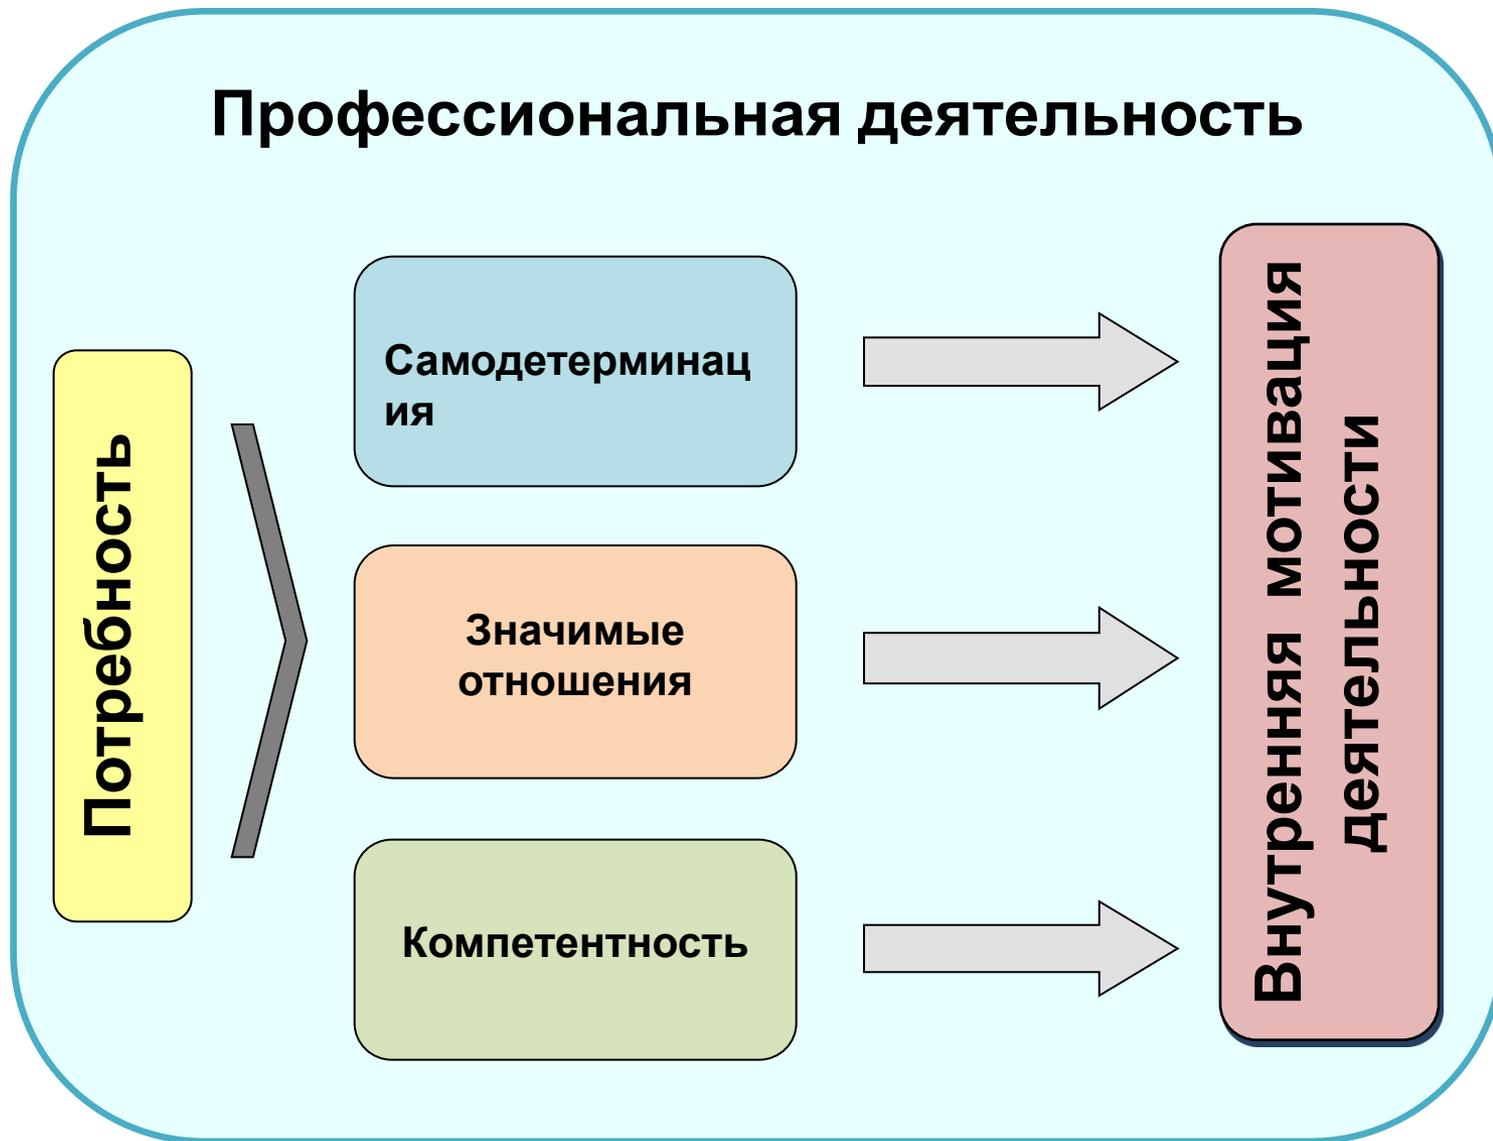 Профессиональная деятельность
Потребность
Самодетерминац
ия
Значимые
отношения
Компетентность
Внутренняя мотивация
деятельности